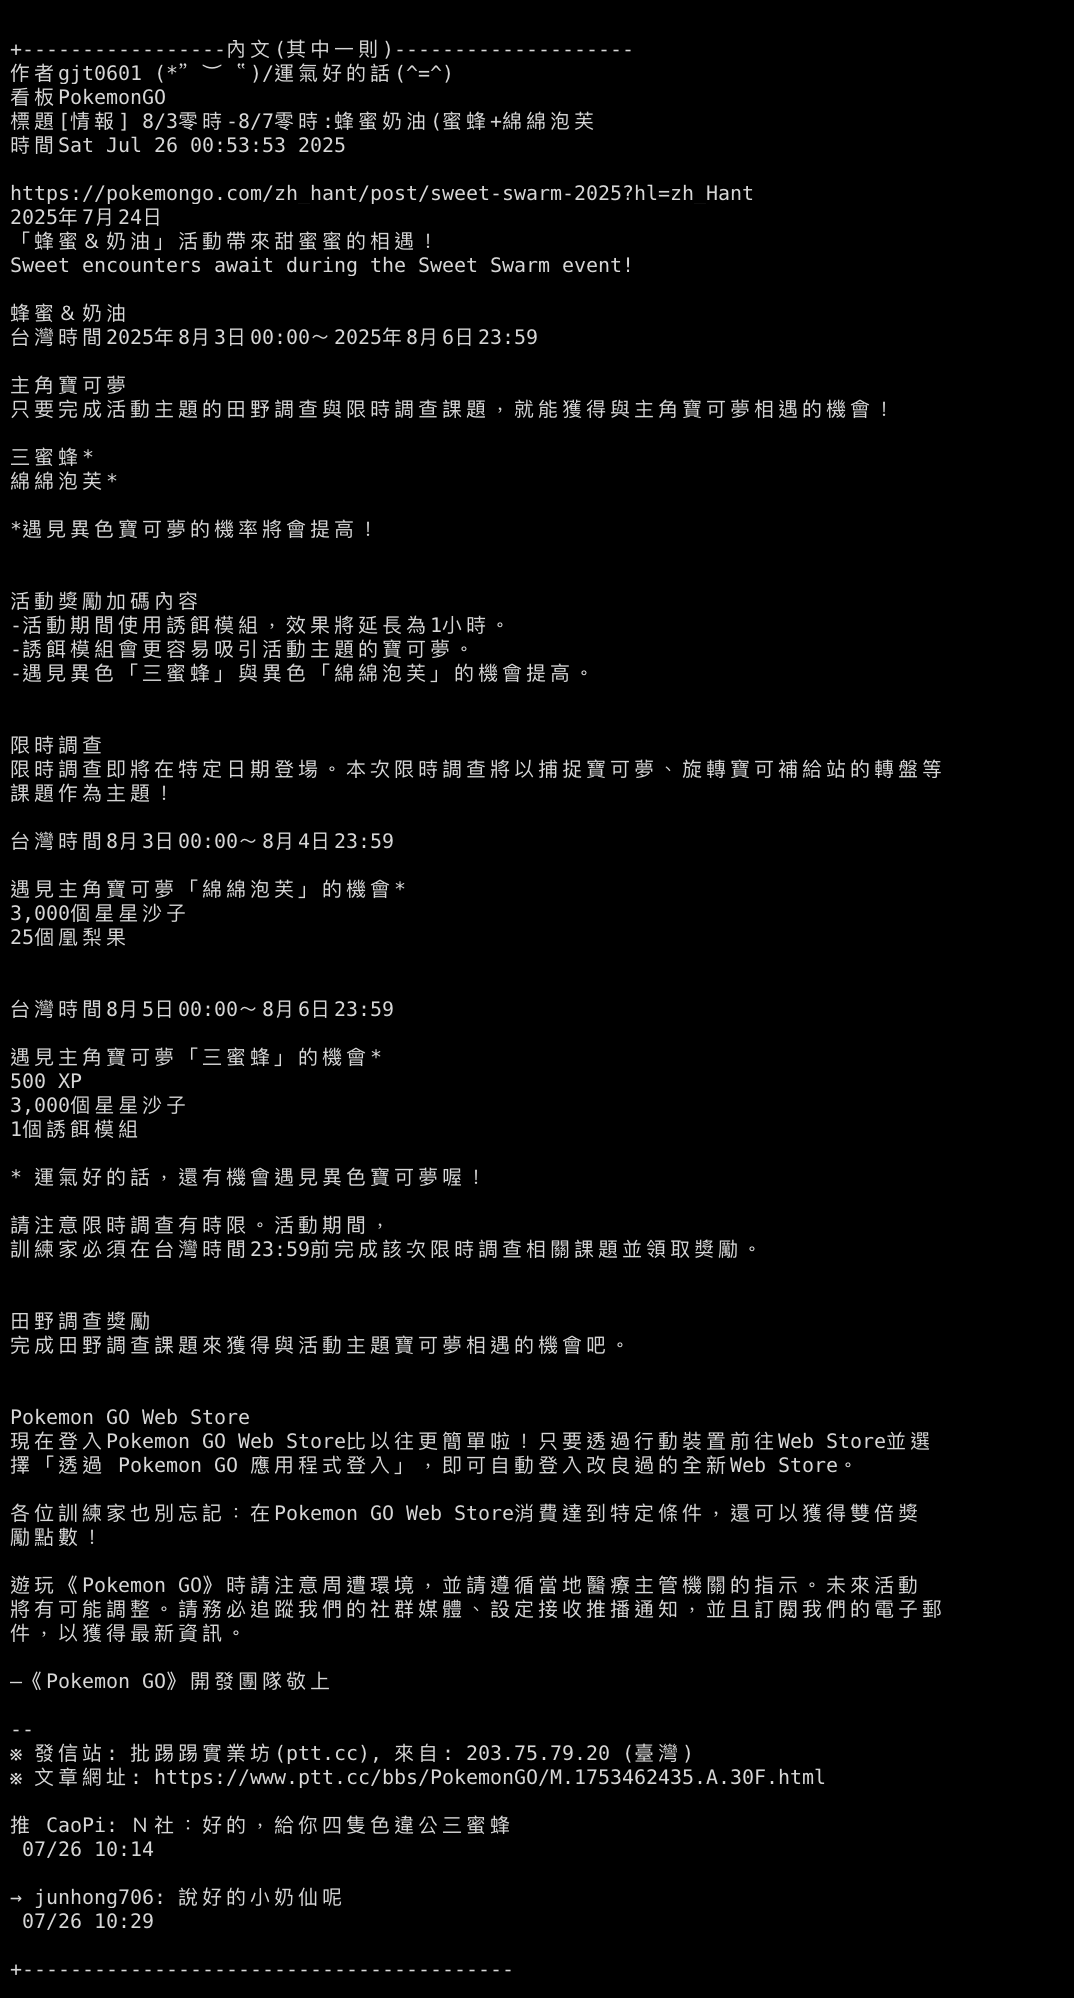 +-----------------內文(其中一則)--------------------
作者gjt0601 (*” ︶ ‟)/運氣好的話(^=^)
看板PokemonGO
標題[情報] 8/3零時-8/7零時:蜂蜜奶油(蜜蜂+綿綿泡芙
時間Sat Jul 26 00:53:53 2025
https://pokemongo.com/zh_hant/post/sweet-swarm-2025?hl=zh_Hant
2025年7月24日
「蜂蜜＆奶油」活動帶來甜蜜蜜的相遇！
Sweet encounters await during the Sweet Swarm event!
蜂蜜＆奶油
台灣時間2025年8月3日00:00～2025年8月6日23:59
主角寶可夢
只要完成活動主題的田野調查與限時調查課題，就能獲得與主角寶可夢相遇的機會！
三蜜蜂*
綿綿泡芙*
*遇見異色寶可夢的機率將會提高！
活動獎勵加碼內容
-活動期間使用誘餌模組，效果將延長為1小時。
-誘餌模組會更容易吸引活動主題的寶可夢。
-遇見異色「三蜜蜂」與異色「綿綿泡芙」的機會提高。
限時調查
限時調查即將在特定日期登場。本次限時調查將以捕捉寶可夢、旋轉寶可補給站的轉盤等
課題作為主題！
台灣時間8月3日00:00～8月4日23:59
遇見主角寶可夢「綿綿泡芙」的機會*
3,000個星星沙子
25個凰梨果
台灣時間8月5日00:00～8月6日23:59
遇見主角寶可夢「三蜜蜂」的機會*
500 XP
3,000個星星沙子
1個誘餌模組
* 運氣好的話，還有機會遇見異色寶可夢喔！
請注意限時調查有時限。活動期間，
訓練家必須在台灣時間23:59前完成該次限時調查相關課題並領取獎勵。
田野調查獎勵
完成田野調查課題來獲得與活動主題寶可夢相遇的機會吧。
Pokemon GO Web Store
現在登入Pokemon GO Web Store比以往更簡單啦！只要透過行動裝置前往Web Store並選
擇「透過 Pokemon GO 應用程式登入」，即可自動登入改良過的全新Web Store。
各位訓練家也別忘記：在Pokemon GO Web Store消費達到特定條件，還可以獲得雙倍獎
勵點數！
遊玩《Pokemon GO》時請注意周遭環境，並請遵循當地醫療主管機關的指示。未來活動
將有可能調整。請務必追蹤我們的社群媒體、設定接收推播通知，並且訂閱我們的電子郵
件，以獲得最新資訊。
—《Pokemon GO》開發團隊敬上
--
※ 發信站: 批踢踢實業坊(ptt.cc), 來自: 203.75.79.20 (臺灣)
※ 文章網址: https://www.ptt.cc/bbs/PokemonGO/M.1753462435.A.30F.html
推 CaoPi: Ｎ社：好的，給你四隻色違公三蜜蜂
07/26 10:14
→ junhong706: 說好的小奶仙呢
07/26 10:29
+-----------------------------------------